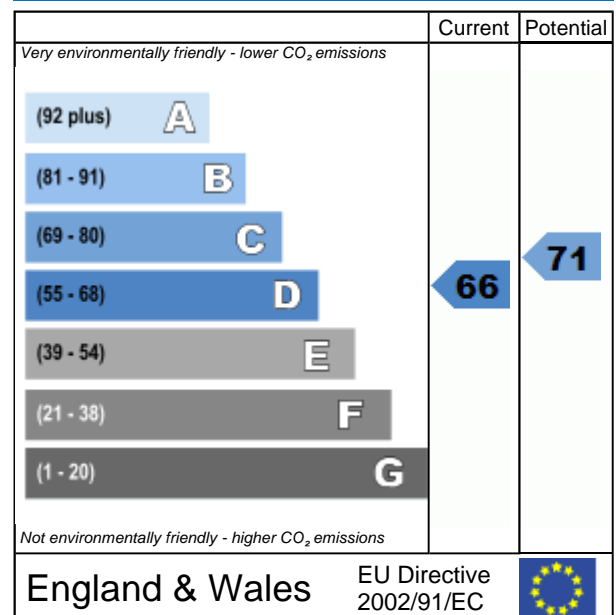 Current Potential
Very environmentally friendly - lower CO₂ emissions
(92 plus) A
(81 - 91) B
(69 - 80) C
(55 - 68) D
(39 - 54) E
(21 - 38) F
(1 - 20) G
66
71
Not environmentally friendly - higher CO₂ emissions
England & Wales
EU Directive
2002/91/EC